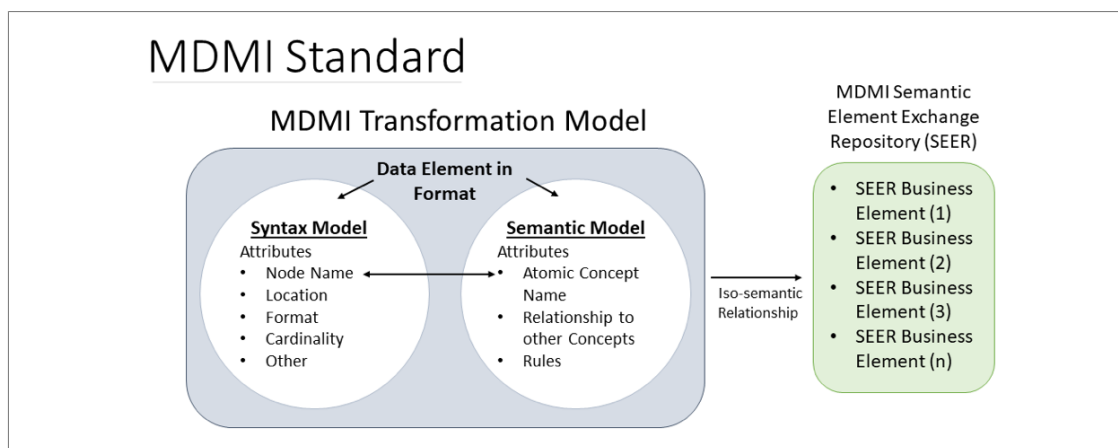 MDMI Standard
MDMI Transformation Model
Data Element in
Format
Syntax Model
Attributes
• Node Name
• Location
• Format
• Cardinality
• Other
Semantic Model
Attributes
• Atomic Concept
Name
• Relationship to
other Concepts
• Rules
Iso-semantic
Relationship
MDMI Semantic
Element Exchange
Repository (SEER)
• SEER Business
Element (1)
• SEER Business
Element (2)
• SEER Business
Element (3)
• SEER Business
Element (n)